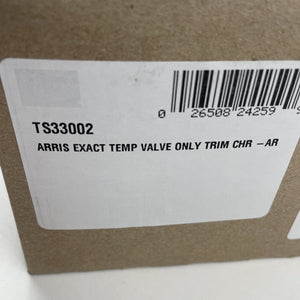 0 26508 24259
TS33002
ARRIS EXACT TEMP VALVE ONLY TRIM CHR –AR